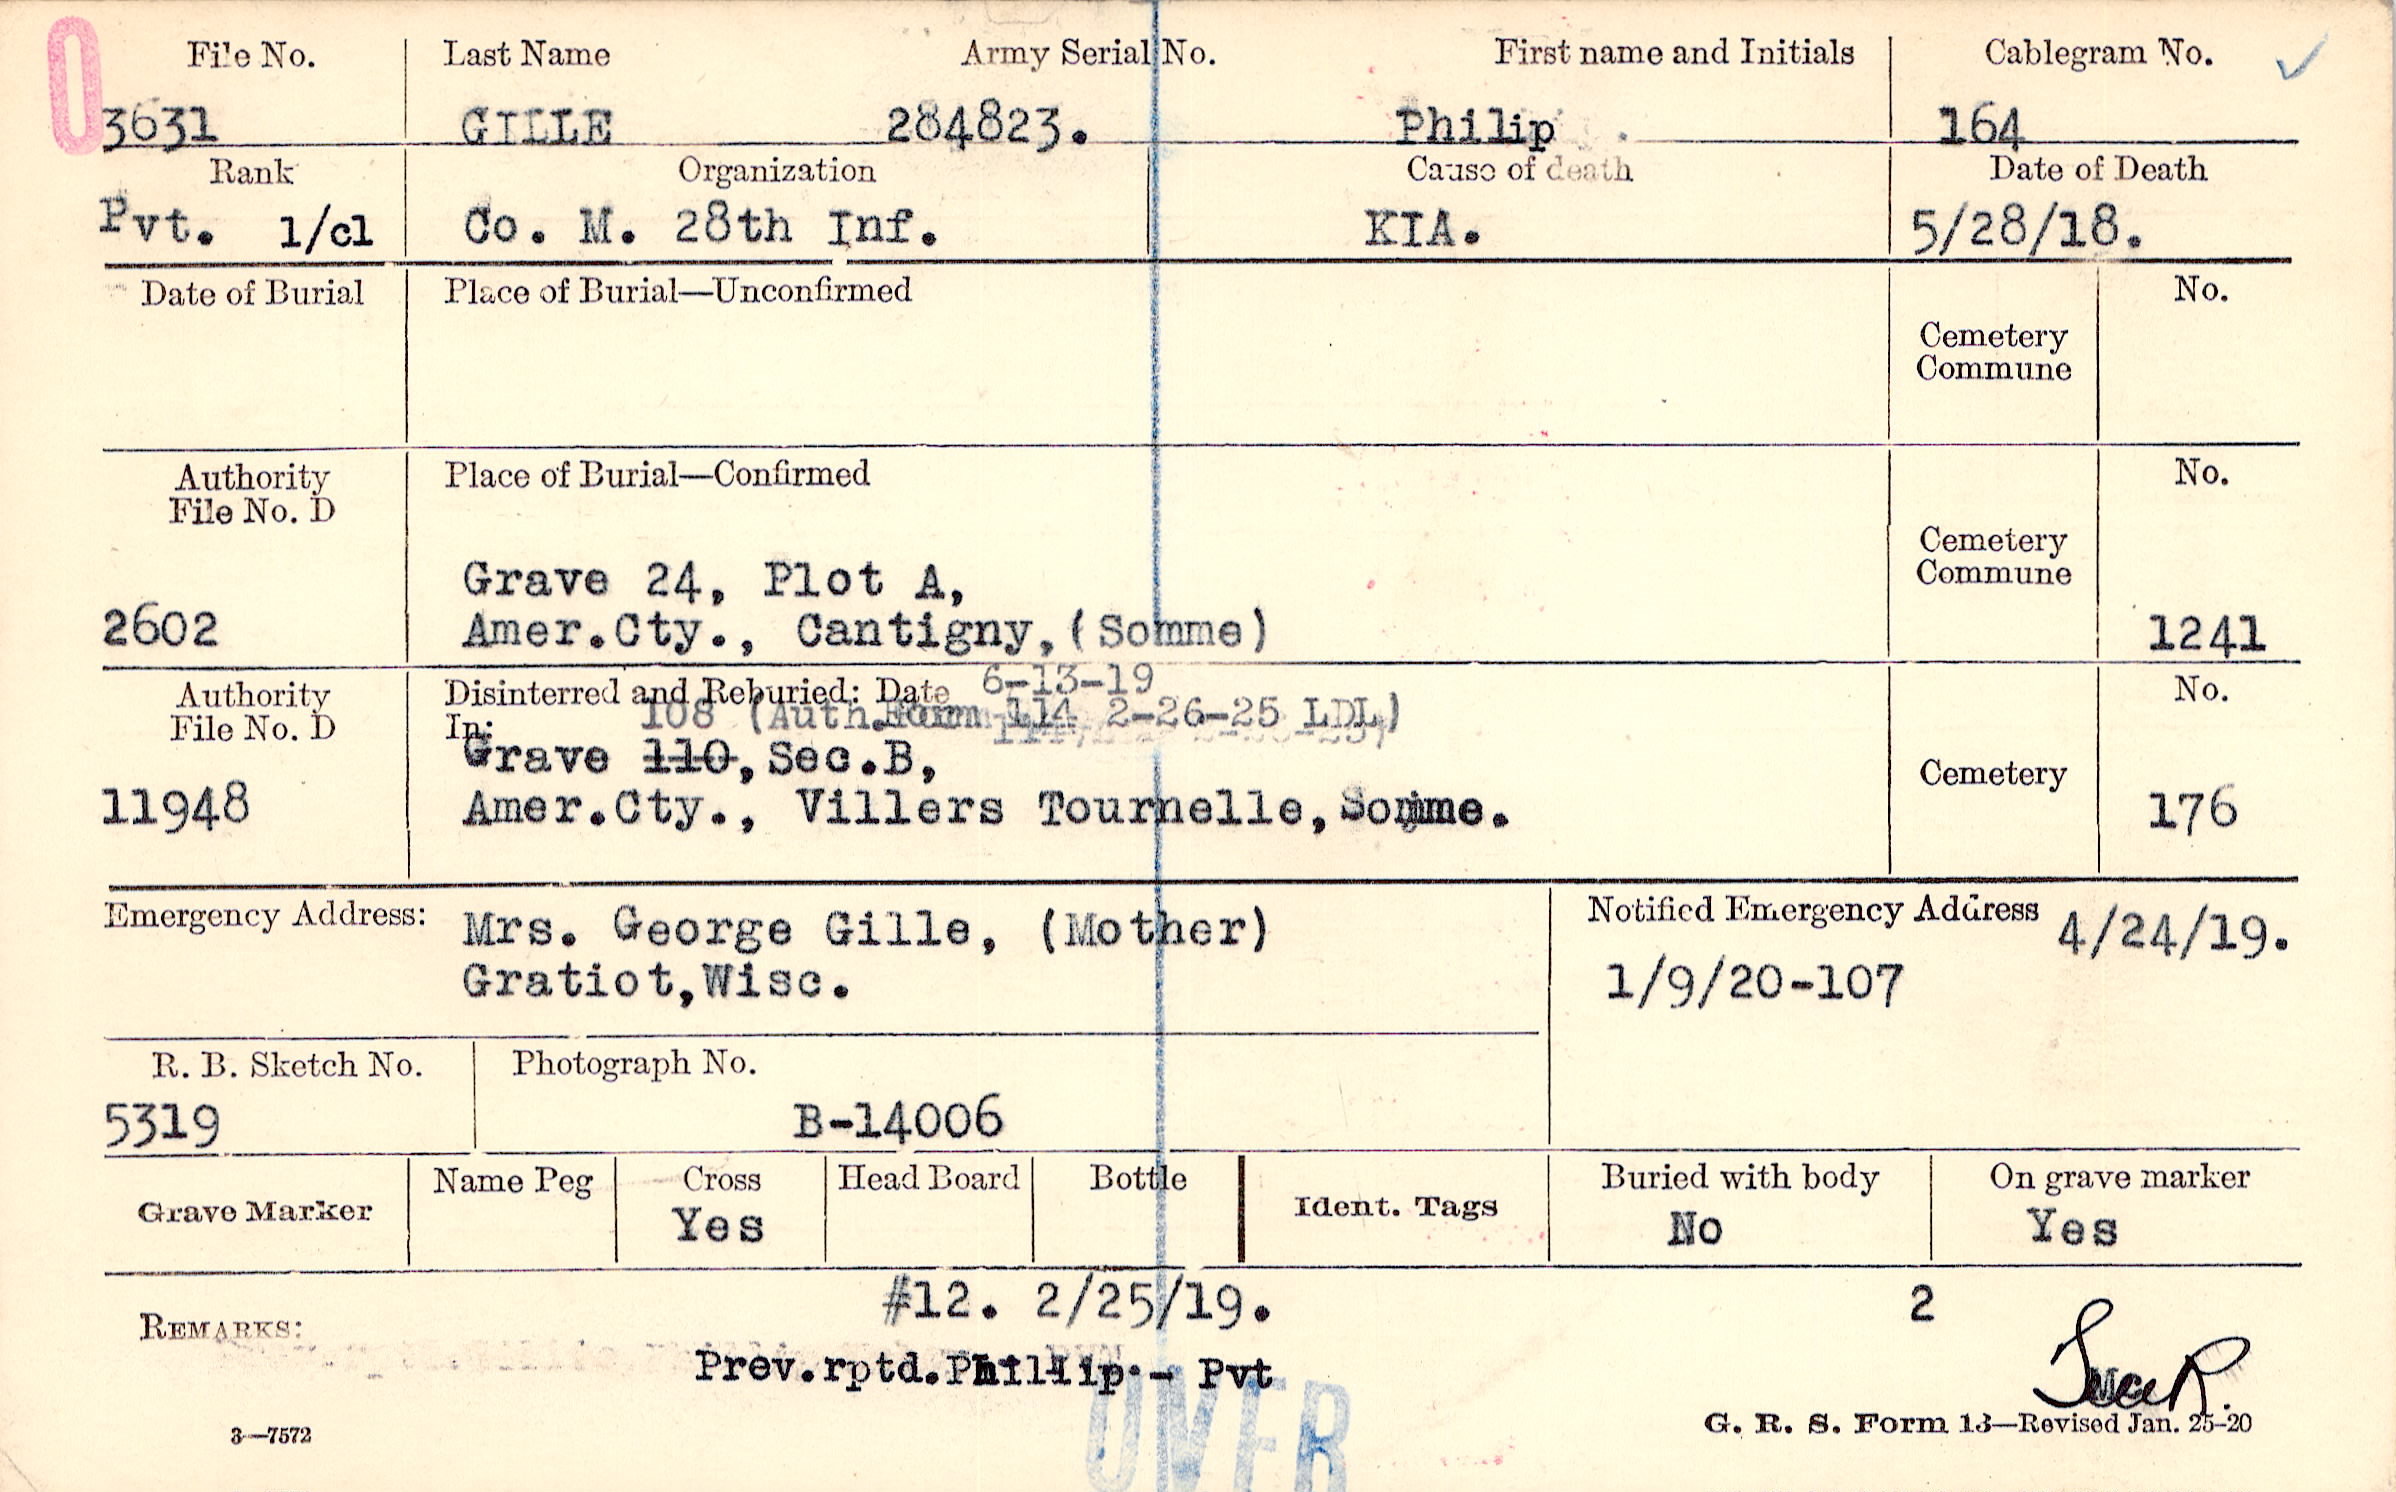 0
File No. Last Name Army Serial No. First name and Initials Cablegram No. ✓
3631 GILLE 284823. Philip 164
Rank Organization Cause of death Date of Death
Pvt. 1/cl Co. M. 28th Inf. KIA. 5/28/18.
Date of Burial Place of Burial—Unconfirmed No.
Cemetery
Commune
Authority Place of Burial—Confirmed No.
File No. D
Cemetery
Commune
Grave 24, Plot A,
2602 Amer.Cty., Cantigny,(Somme) 1241
Authority Disinterred and Reburied: Date 6-13-19 No.
File No. D In: 108 (Auth.Form 114 2-26-25 LDL)
Grave 110,Sec.B,
Cemetery
11948 Amer.Cty., Villers Tournelle,Somme. 176
Emergency Address: Mrs. George Gille, (Mother) Notified Emergency Address 4/24/19.
Gratiot,Wisc. 1/9/20-107
R. B. Sketch No. Photograph No.
5319 B-14006
Grave Marker Name Peg Cross Head Board Bottle Ident. Tags Buried with body On grave marker
Yes No Yes
#12. 2/25/19. 2
REMARKS:
Prev.rptd.Phillip.- Pvt
OVER
3—7572 G. R. S. Form 13—Revised Jan. 25-20